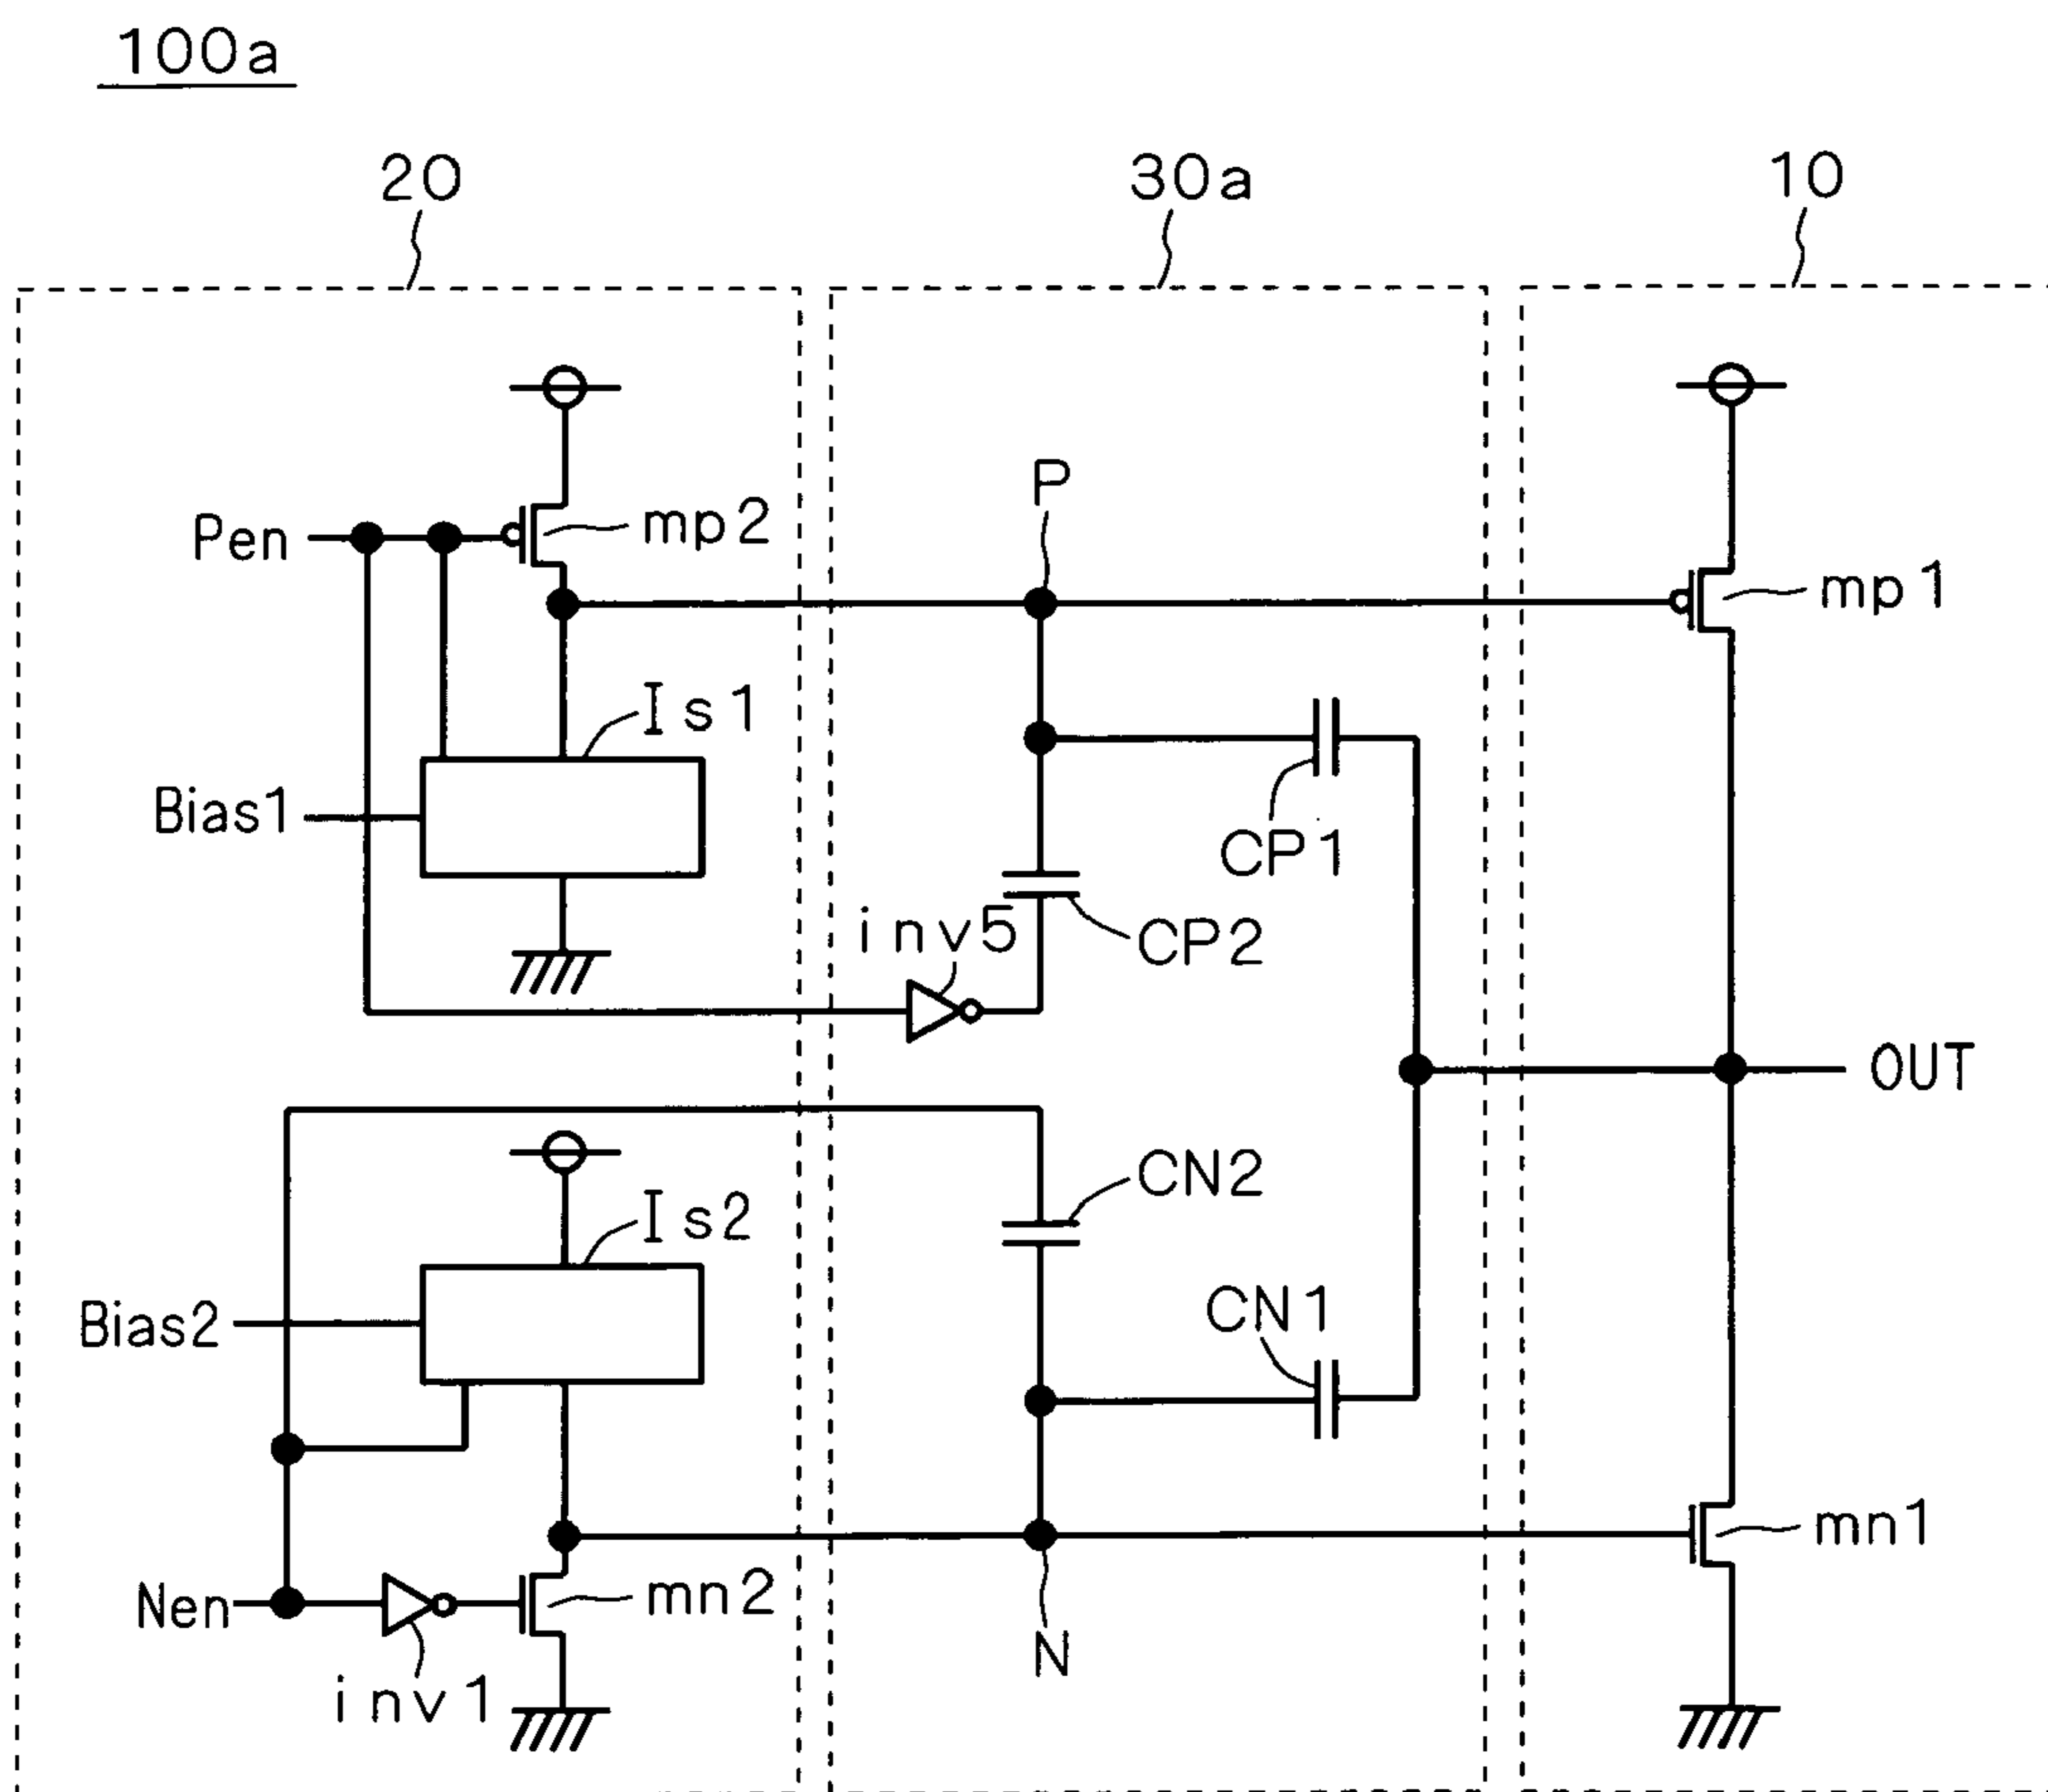 100a
20
30a
10
P
Pen
mp2
mp1
Is1
Bias1
CP1
inv5
CP2
OUT
CN2
Is2
CN1
Bias2
mn1
Nen
mn2
N
inv1